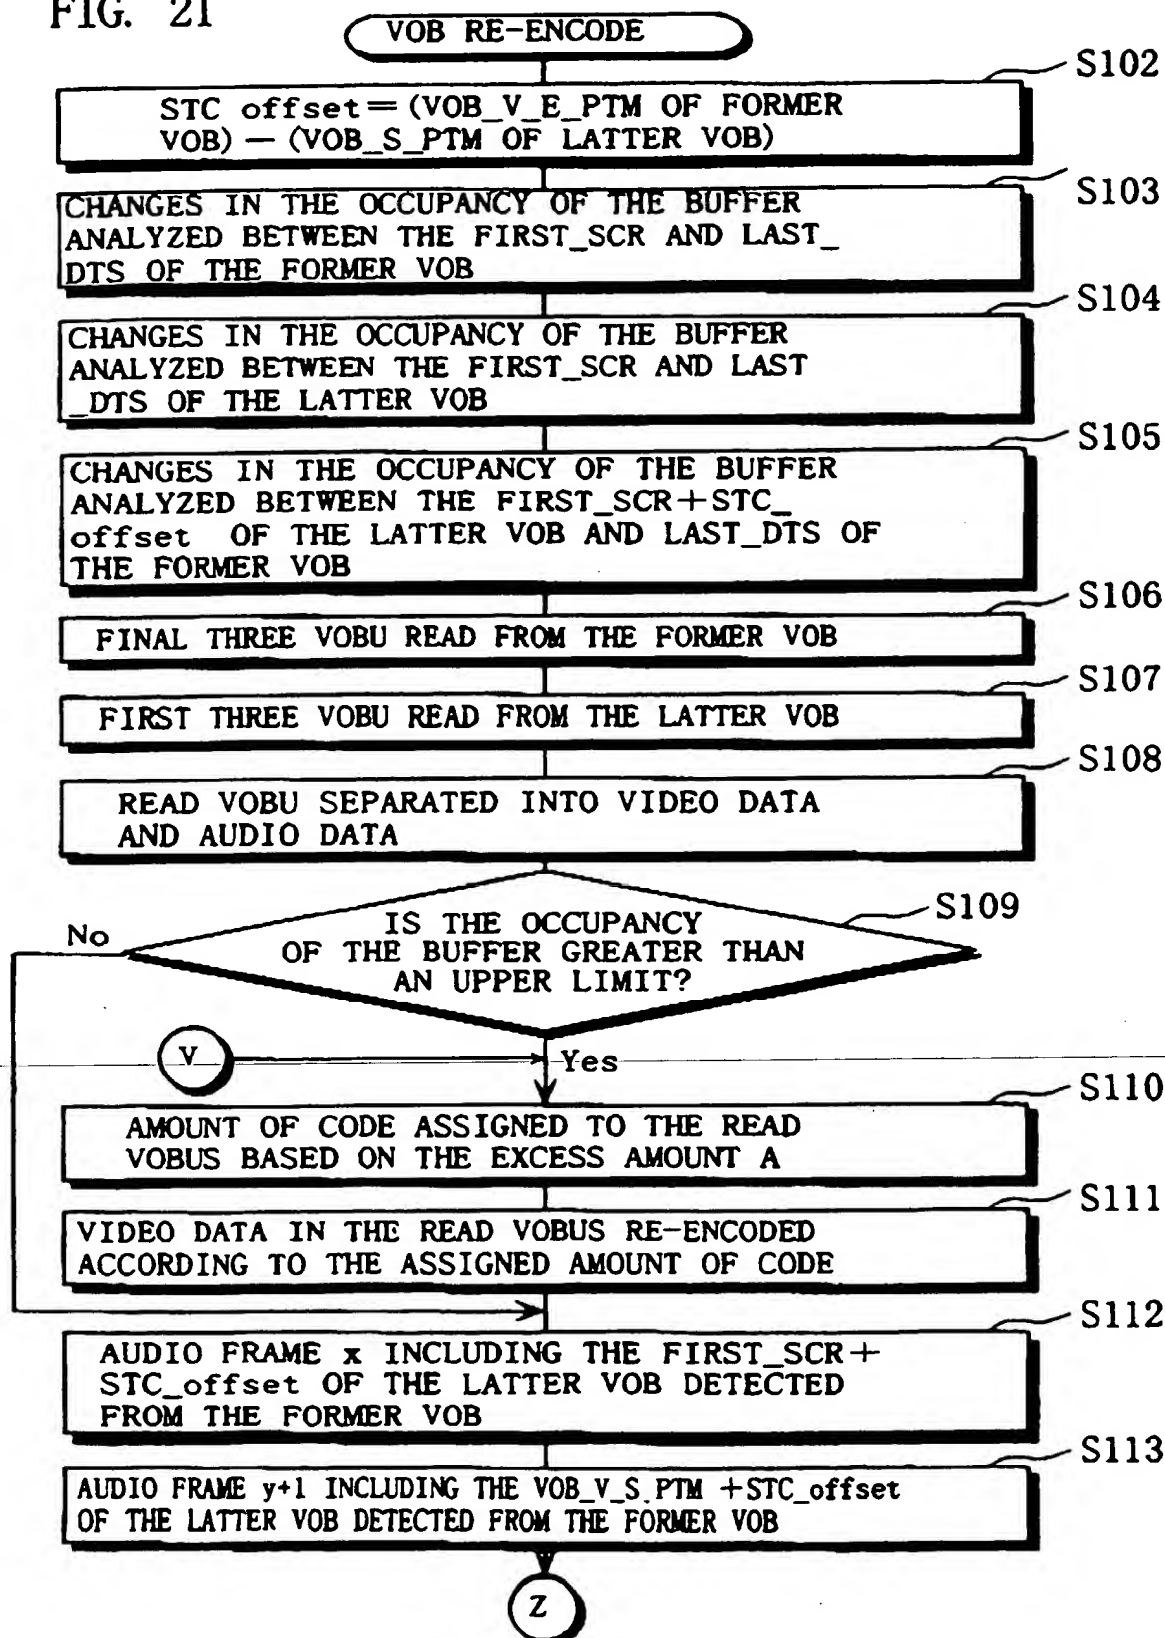 FIG. 21
VOB RE-ENCODE
S102
STC offset=(VOB_V_E_PTM OF FORMER
VOB)-(VOB_S_PTM OF LATTER VOB)
S103
CHANGES IN THE OCCUPANCY OF THE BUFFER
ANALYZED BETWEEN THE FIRST_SCR AND LAST_
DTS OF THE FORMER VOB
S104
CHANGES IN THE OCCUPANCY OF THE BUFFER
ANALYZED BETWEEN THE FIRST_SCR AND LAST
_DTS OF THE LATTER VOB
S105
CHANGES IN THE OCCUPANCY OF THE BUFFER
ANALYZED BETWEEN THE FIRST_SCR+STC_
offset OF THE LATTER VOB AND LAST_DTS OF
THE FORMER VOB
S106
FINAL THREE VOBU READ FROM THE FORMER VOB
S107
FIRST THREE VOBU READ FROM THE LATTER VOB
S108
READ VOBU SEPARATED INTO VIDEO DATA
AND AUDIO DATA
S109
No
IS THE OCCUPANCY
OF THE BUFFER GREATER THAN
AN UPPER LIMIT?
V
Yes
S110
AMOUNT OF CODE ASSIGNED TO THE READ
VOBUS BASED ON THE EXCESS AMOUNT A
S111
VIDEO DATA IN THE READ VOBUS RE-ENCODED
ACCORDING TO THE ASSIGNED AMOUNT OF CODE
S112
AUDIO FRAME x INCLUDING THE FIRST_SCR+
STC_offset OF THE LATTER VOB DETECTED
FROM THE FORMER VOB
S113
AUDIO FRAME y+1 INCLUDING THE VOB_V_S_PTM +STC_offset
OF THE LATTER VOB DETECTED FROM THE FORMER VOB
Z